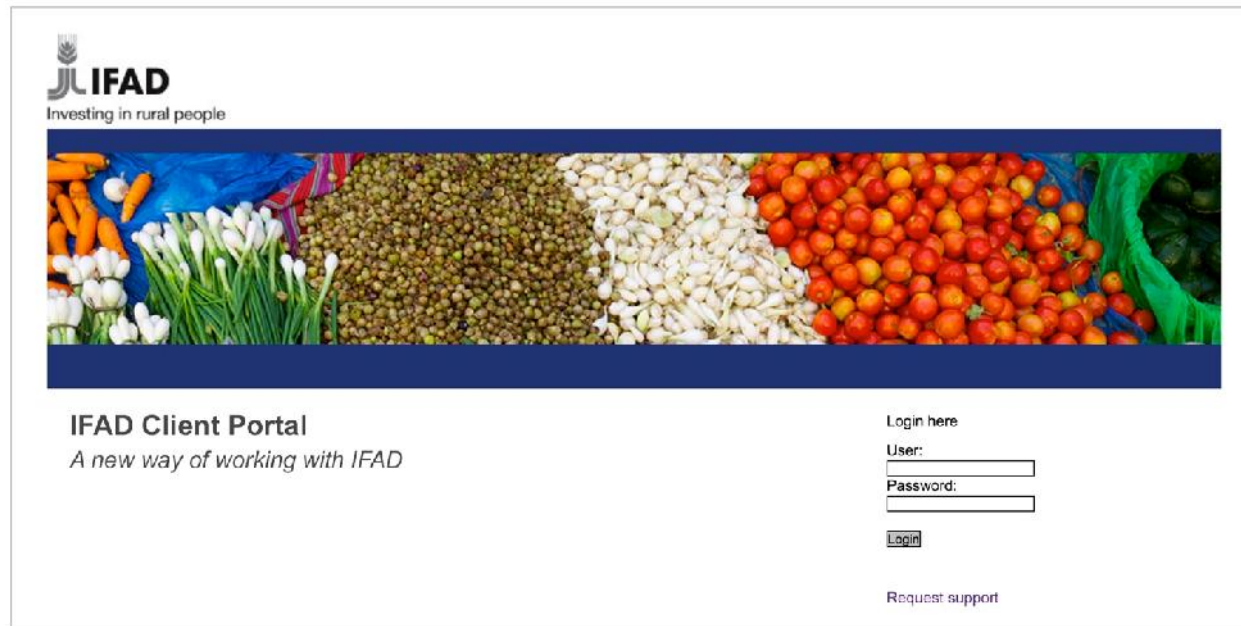 IFAD
Investing in rural people
IFAD Client Portal
A new way of working with IFAD
Login here
User:
Password:
Login
Request support